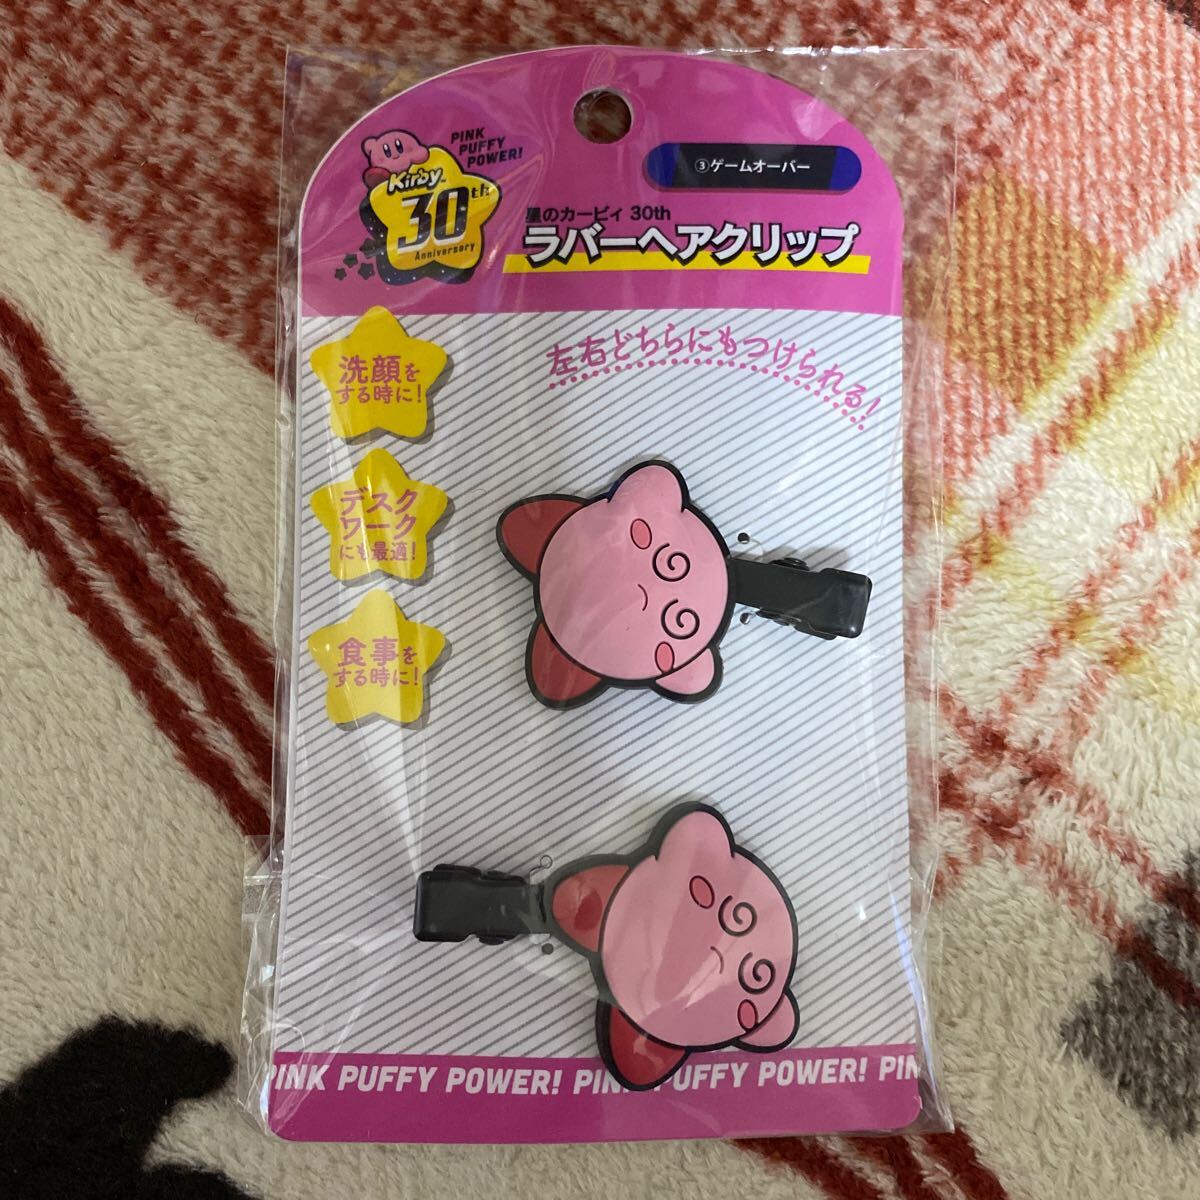 PINK
PUFFY
POWER!
Kirby
30th
Anniversary
③ゲームオーバー
星のカービィ 30th
ラバーヘアクリップ
左右どちらにもつけられる!
洗顔を
する時に!
デスク
ワーク
にも最適!
食事を
する時に!
PINK PUFFY POWER! PINK PUFFY POWER! PIN